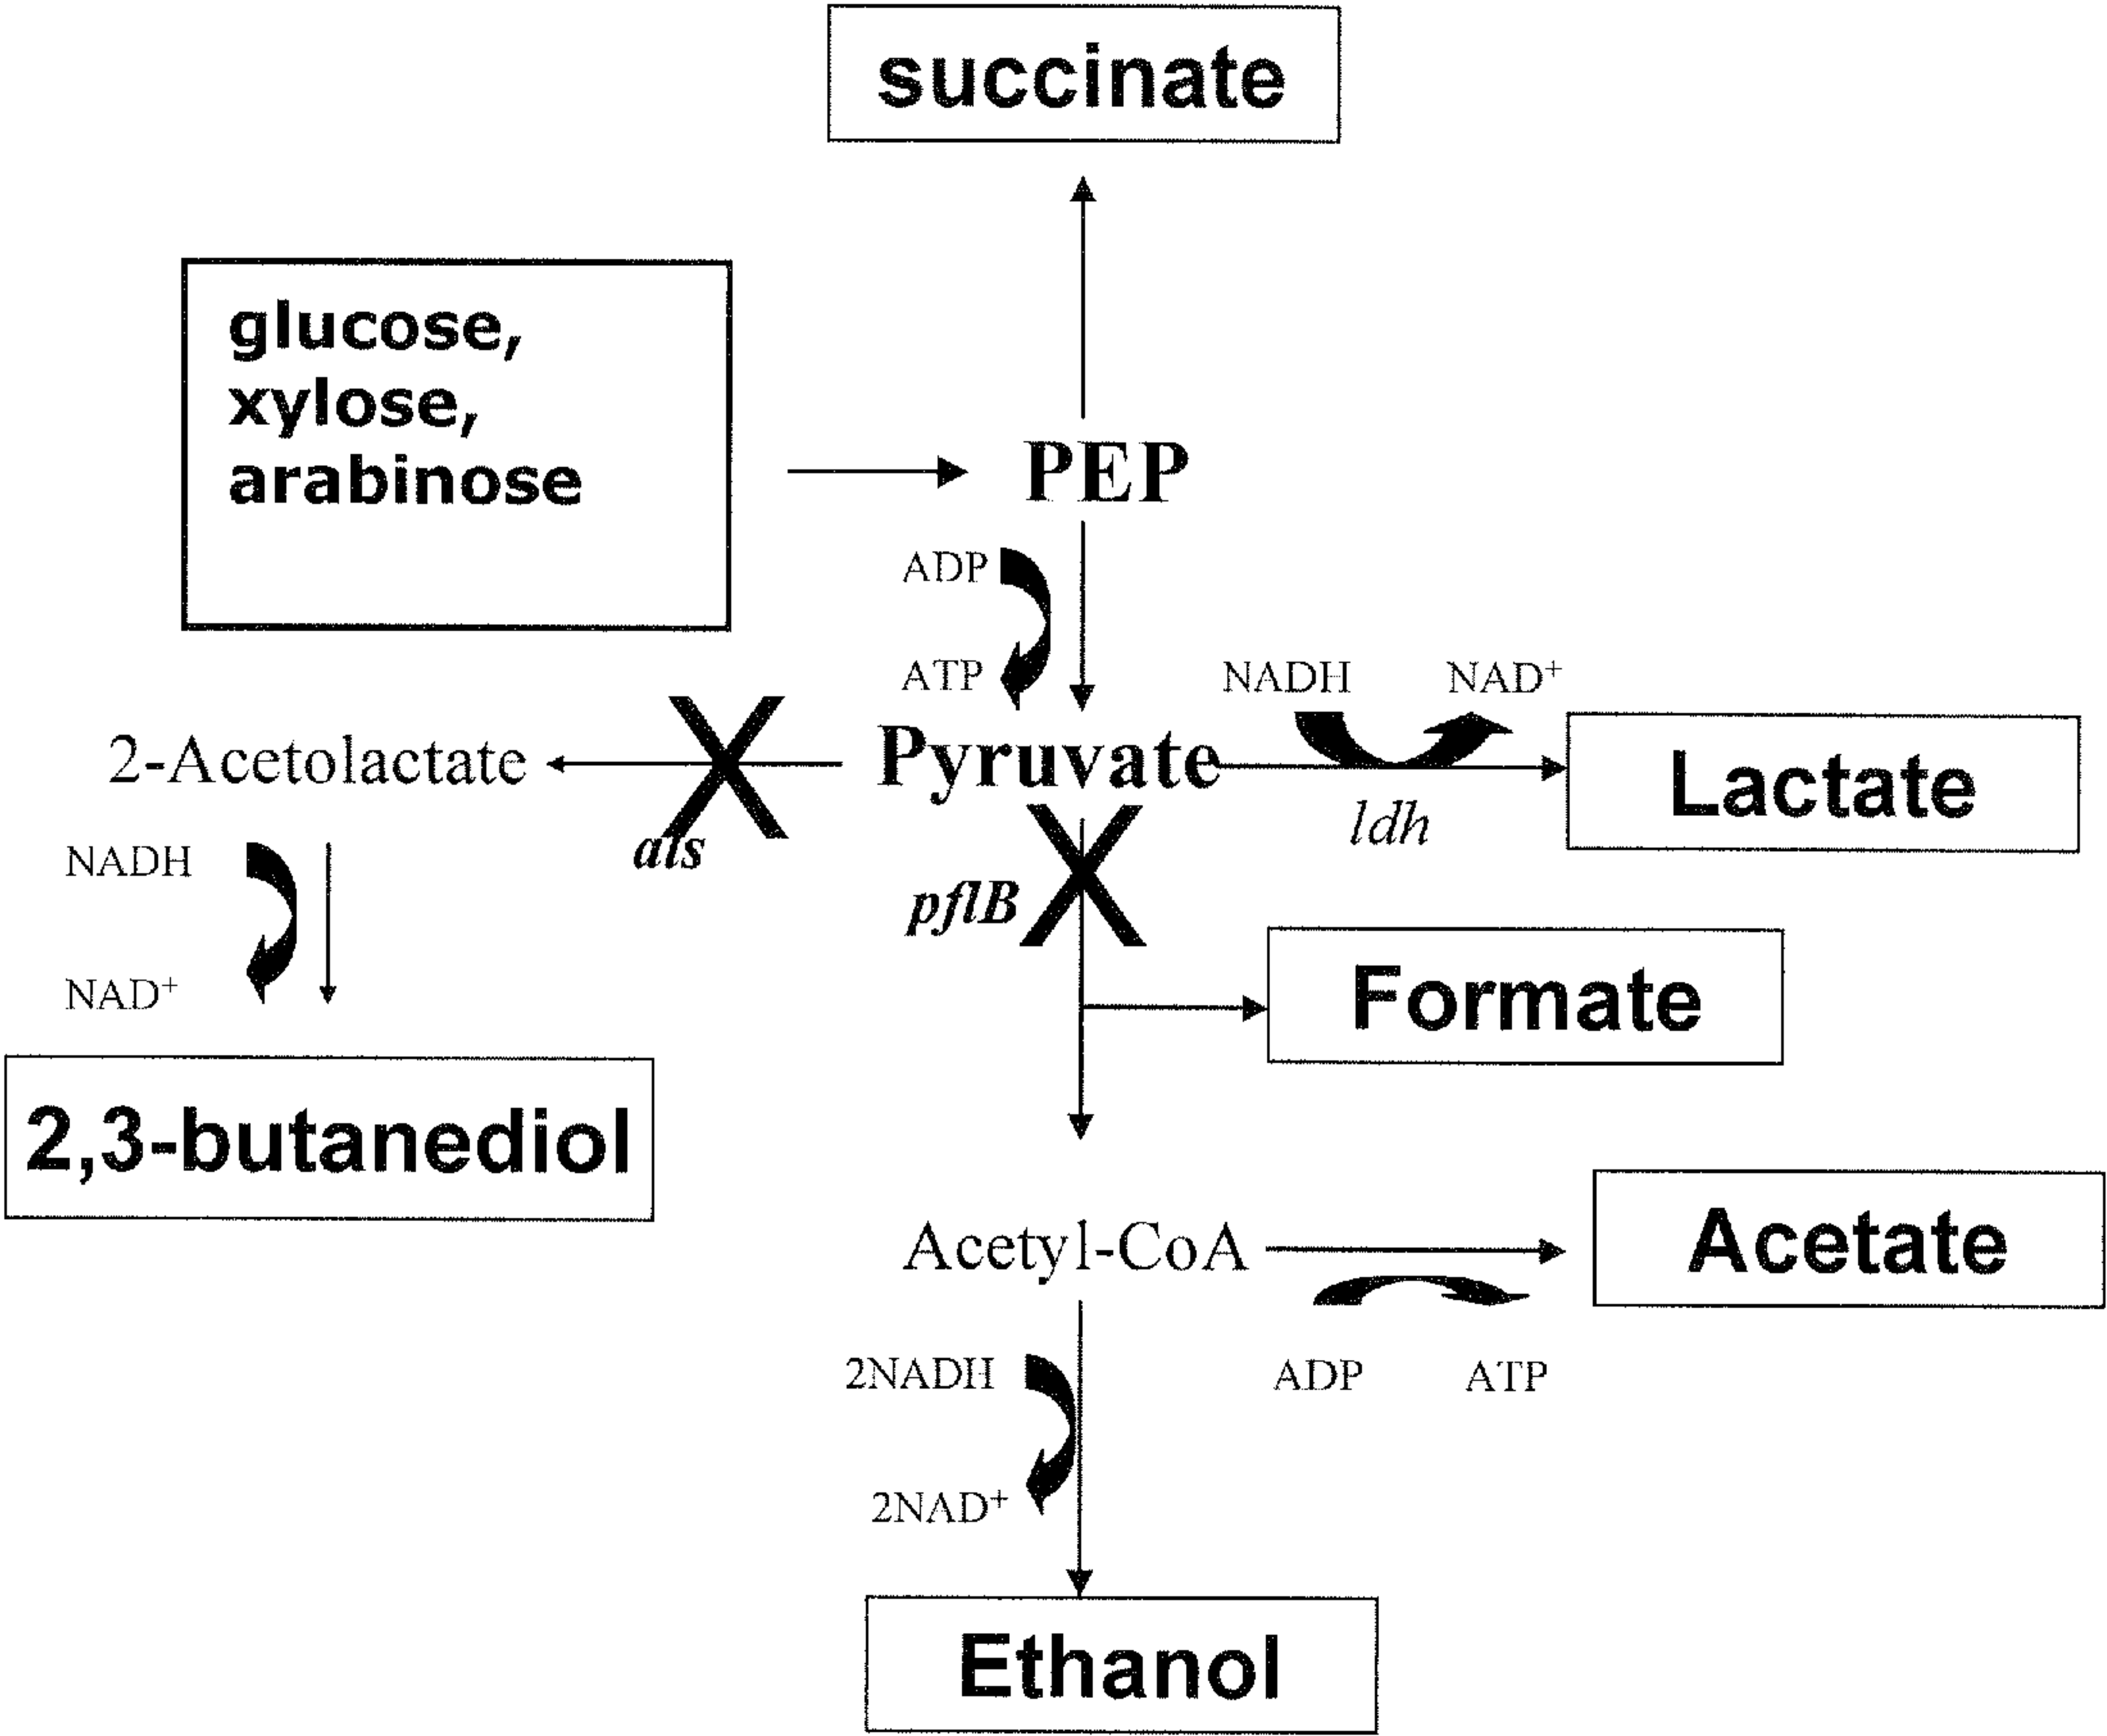 succinate
glucose,
xylose,
arabinose
PEP
ADP
ATP
NADH
NAD⁺
2-Acetolactate
Pyruvate
Lactate
als
ldh
NADH
pflB
NAD⁺
Formate
2,3-butanediol
Acetyl-CoA
Acetate
2NADH
ADP
ATP
2NAD⁺
Ethanol